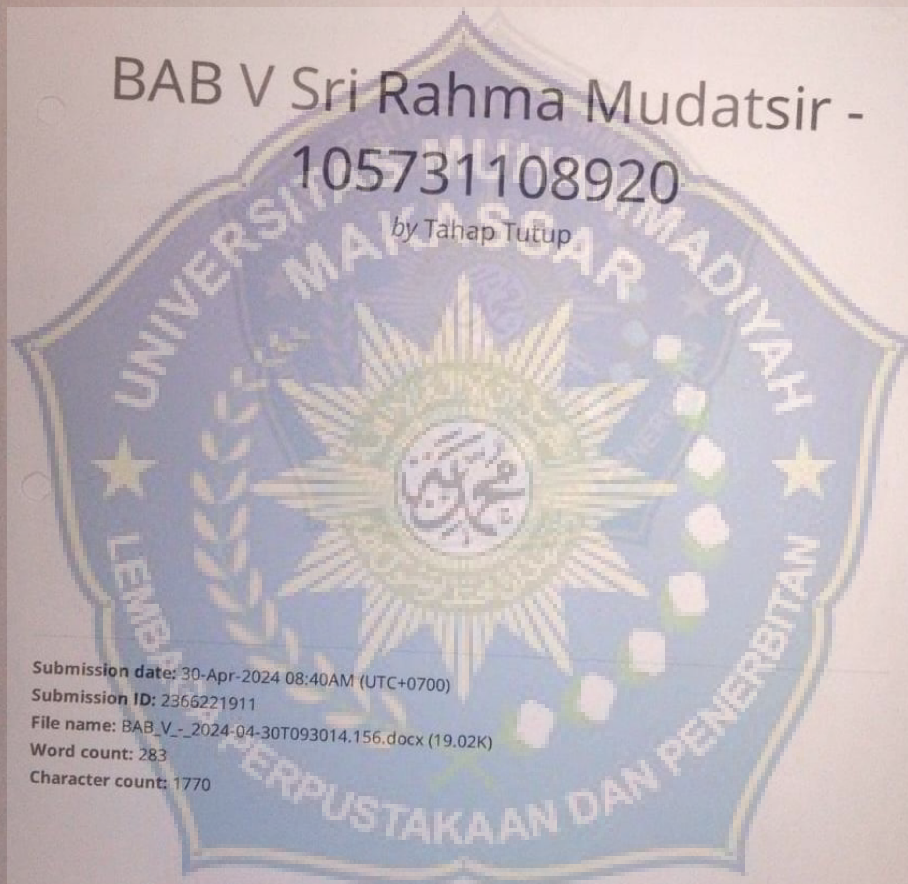 BAB V Sri Rahma Mudatsir -
105731108920
by Tahap Tutup
UNIVERSITAS MUHAMMADIYAH
MAKASSAR
LEMBAGA PERPUSTAKAAN DAN PENERBITAN
Submission date: 30-Apr-2024 08:40AM (UTC+0700)
Submission ID: 2366221911
File name: BAB_V_-_2024-04-30T093014.156.docx (19.02K)
Word count: 283
Character count: 1770